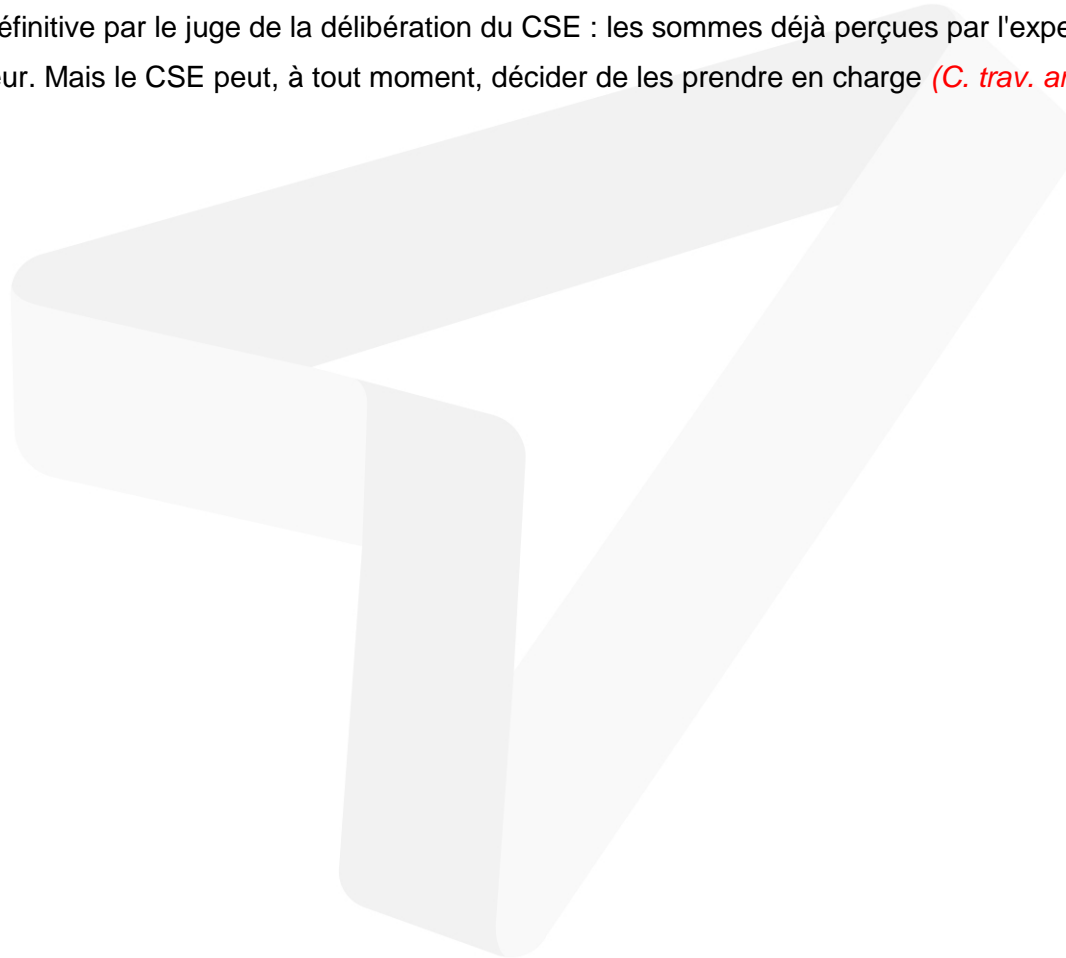 éfinitive par le juge de la délibération du CSE : les sommes déjà perçues par l'expe
eur. Mais le CSE peut, à tout moment, décider de les prendre en charge (C. trav. ar